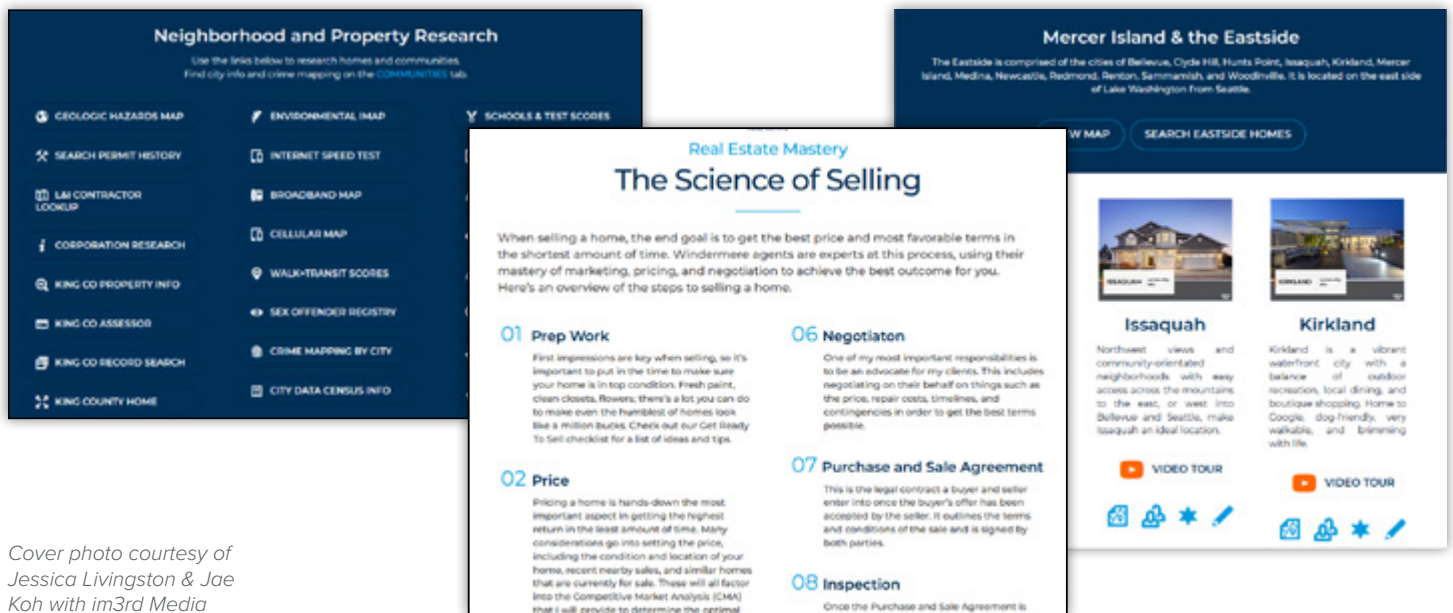 Neighborhood and Property Research
Use the links below to research homes and communities.
Find city info and crime mapping on the COMMUNITIES tab.
GEOLOGIC HAZARDS MAP
SEARCH PERMIT HISTORY
L&I CONTRACTOR
LOOKUP
CORPORATION RESEARCH
KING CO PROPERTY INFO
KING CO ASSESSOR
KING CO RECORD SEARCH
KING COUNTY HOME
ENVIRONMENTAL IMAP
INTERNET SPEED TEST
BROADBAND MAP
CELLULAR MAP
WALK+TRANSIT SCORES
SEX OFFENDER REGISTRY
CRIME MAPPING BY CITY
CITY DATA CENSUS INFO
SCHOOLS & TEST SCORES
Real Estate Mastery
The Science of Selling
When selling a home, the end goal is to get the best price and most favorable terms in
the shortest amount of time. Windermere agents are experts at this process, using their
mastery of marketing, pricing, and negotiation to achieve the best outcome for you.
Here's an overview of the steps to selling a home.
01 Prep Work
First impressions are key when selling, so it's
important to put in the time to make sure
your home is in top condition. Fresh paint,
clean closets, flowers; there's a lot you can do
to make even the humblest of homes look
like a million bucks. Check out our Get Ready
To Sell checklist for a list of ideas and tips.
02 Price
Pricing a home is hands-down the most
important aspect in getting the highest
return in the least amount of time. Many
considerations go into setting the price,
including the condition and location of your
home, recent nearby sales, and similar homes
that are currently for sale. These will all factor
into the Competitive Market Analysis (CMA)
that I will provide to determine the optimal
06 Negotiaton
One of my most important responsibilities is
to be an advocate for my clients. This includes
negotiating on their behalf on things such as
the price, repair costs, timelines, and
contingencies in order to get the best terms
possible.
07 Purchase and Sale Agreement
This is the legal contract a buyer and seller
enter into once the buyer's offer has been
accepted by the seller. It outlines the terms
and conditions of the sale and is signed by
both parties.
08 Inspection
Once the Purchase and Sale Agreement is
Mercer Island & the Eastside
The Eastside is comprised of the cities of Bellevue, Clyde Hill, Hunts Point, Issaquah, Kirkland, Mercer
Island, Medina, Newcastle, Redmond, Renton, Sammamish, and Woodinville. It is located on the east side
of Lake Washington from Seattle.
W MAP
SEARCH EASTSIDE HOMES
ISSAQUAH
Issaquah
Northwest views and
community-orientated
neighborhoods with easy
access across the mountains
to the east, or west into
Bellevue and Seattle, make
Issaquah an ideal location.
VIDEO TOUR
KIRKLAND
Kirkland
Kirkland is a vibrant
waterfront city with a
balance of outdoor
recreation, local dining, and
boutique shopping. Home to
Google, dog-friendly, very
walkable, and brimming
with life.
VIDEO TOUR
Cover photo courtesy of
Jessica Livingston & Jae
Koh with im3rd Media